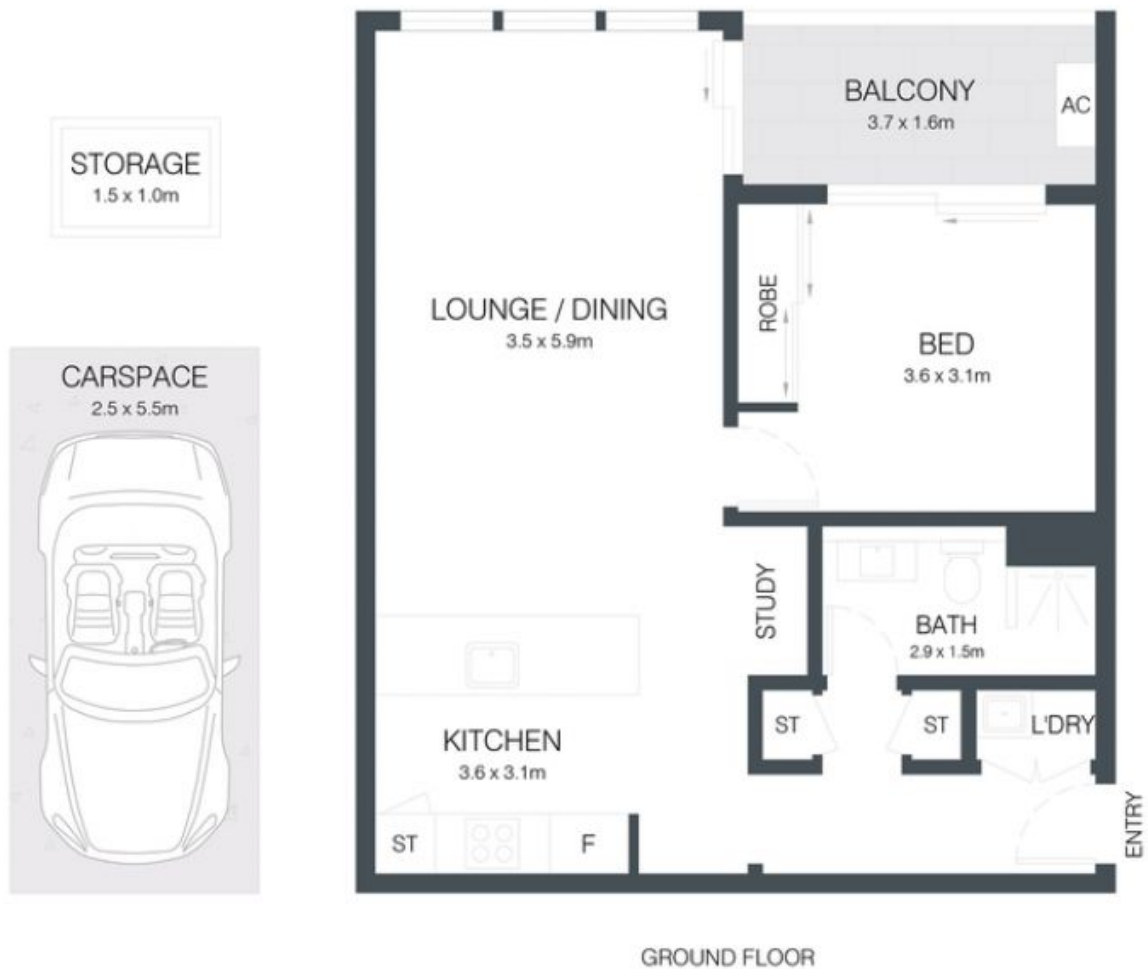 STORAGE
1.5 x 1.0m
CARSPACE
2.5 x 5.5m
LOUNGE / DINING
3.5 x 5.9m
BALCONY
3.7 x 1.6m
AC
ROBE
BED
3.6 x 3.1m
STUDY
BATH
2.9 x 1.5m
KITCHEN
3.6 x 3.1m
ST
ST
L'DRY
ST
F
ENTRY
GROUND FLOOR